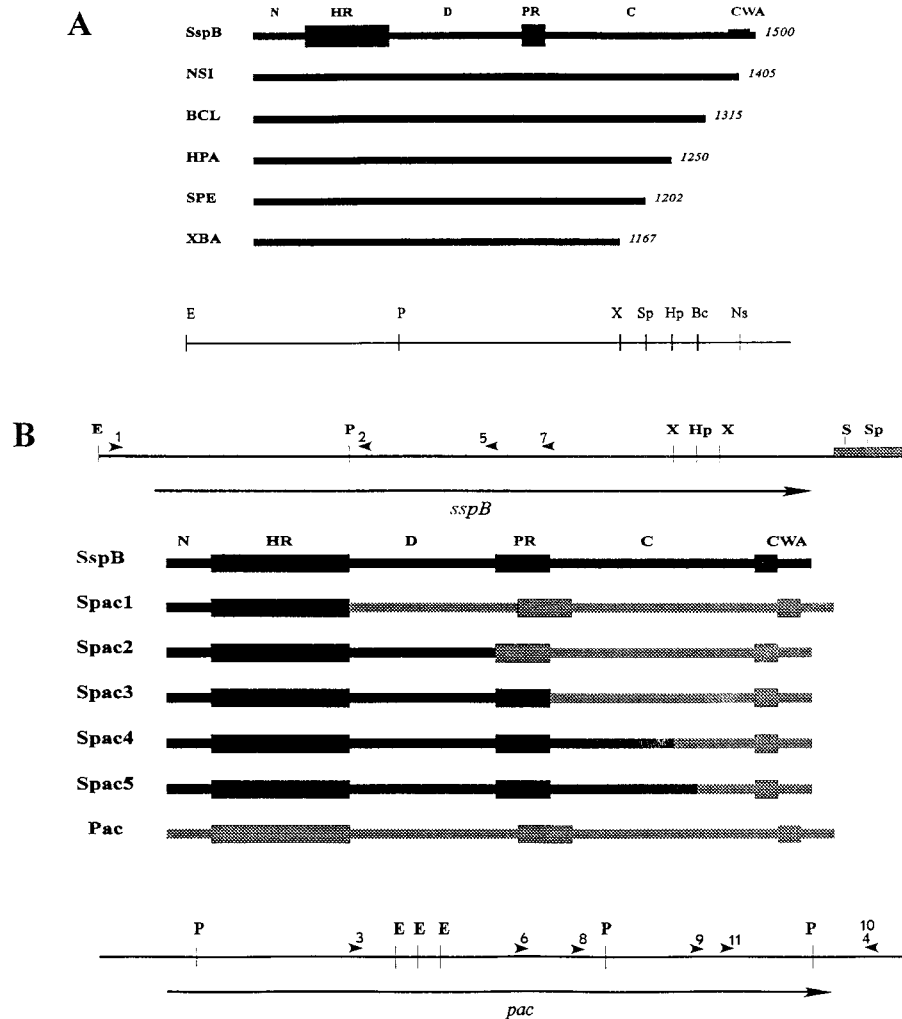 A
N HR D PR C CWA
SspB 1500
NSI 1405
BCL 1315
HPA 1250
SPE 1202
XBA 1167
E P X Sp Hp Bc Ns
B
E 1 P 2 5 7 X Hp X S Sp
sspB
N HR D PR C CWA
SspB
Spac1
Spac2
Spac3
Spac4
Spac5
Pac
P 3 E E E 6 8 P 9 11 P 10
4
pac